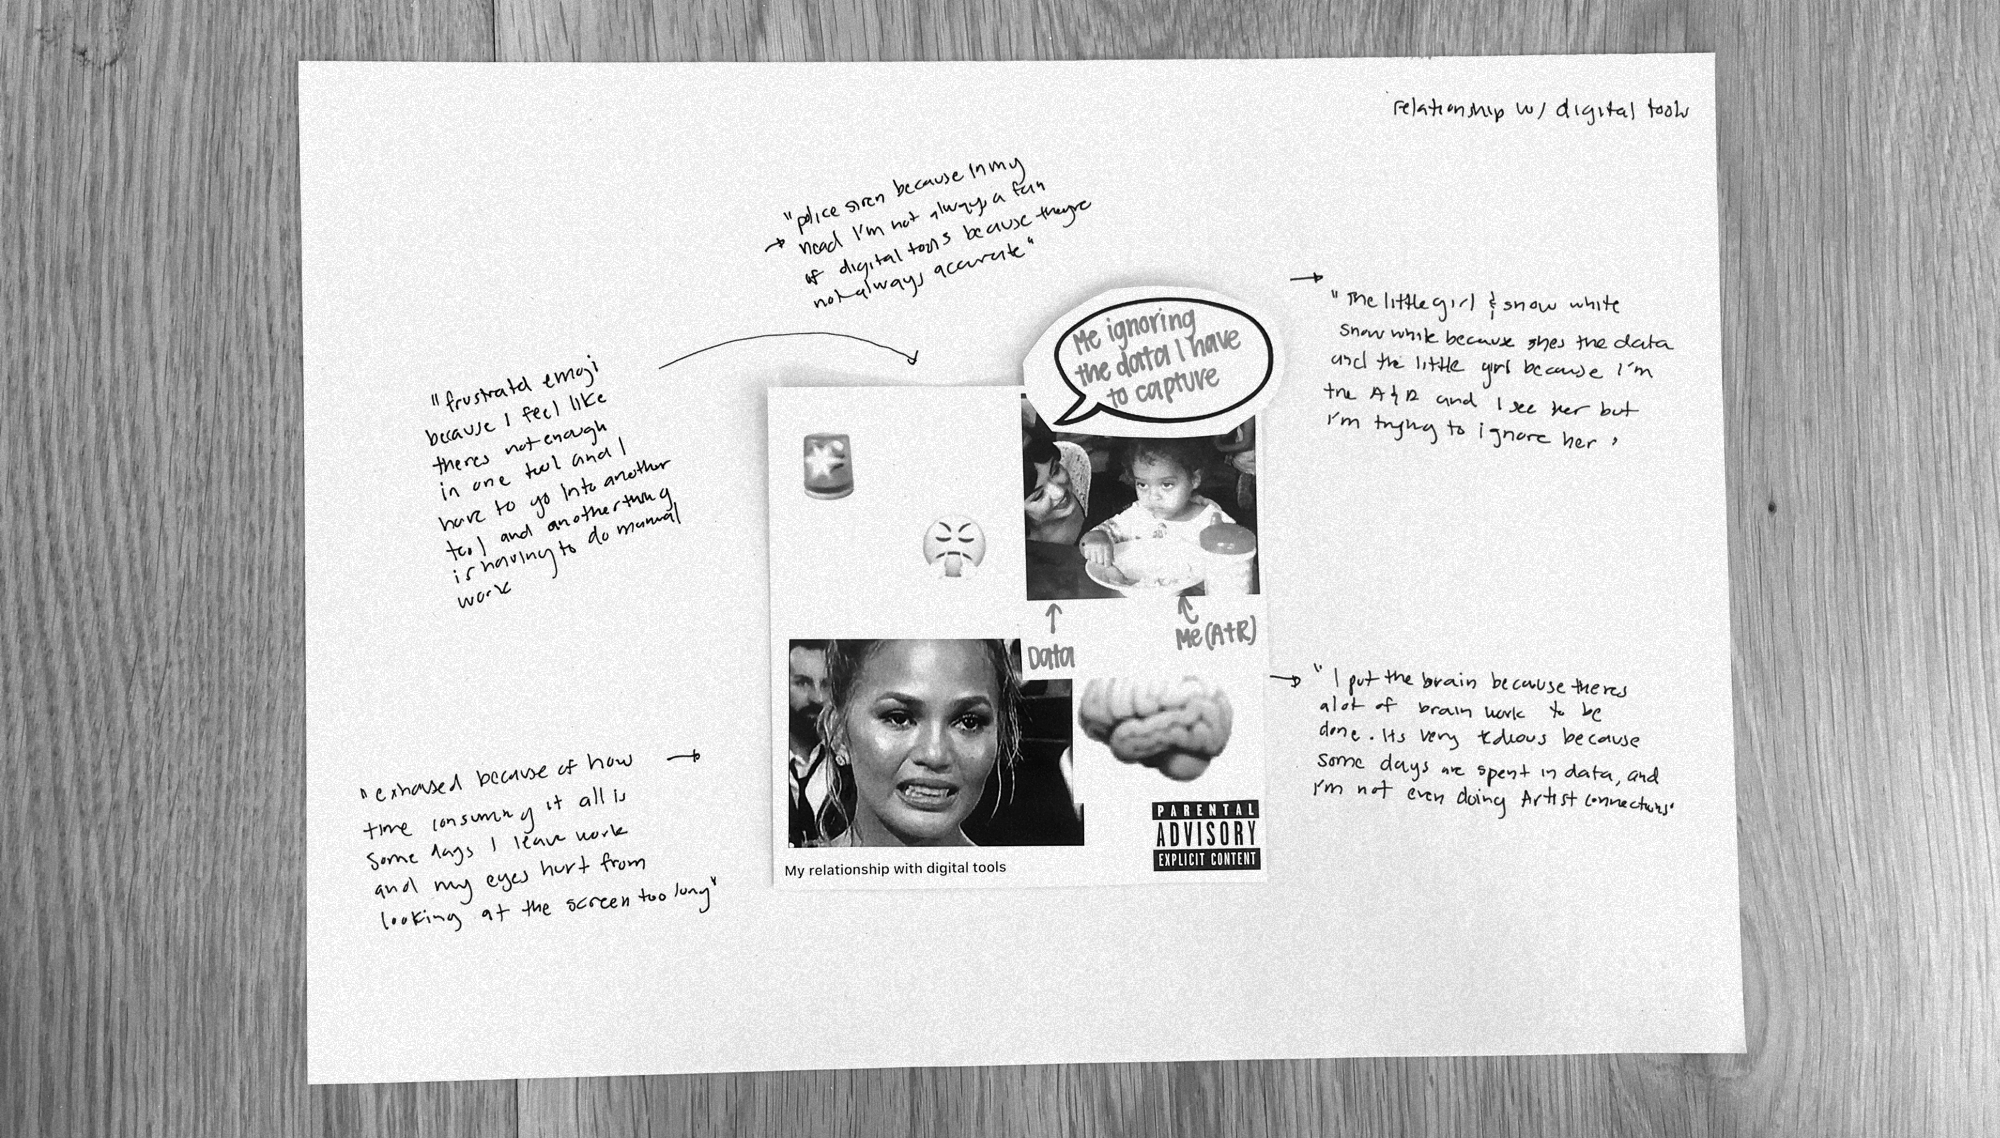 relationship w/ digital tools
"police siren because in my
head I'm not always a fan
of digital tools because theyre
not always accurate"
"frustratd emoji
because I feel like
theres not enough
in one tool and I
have to go into another
tool and another thing
is having to do manual
work
Me ignoring
the data I have
to capture
"The little girl & snow white
snow white because shes the data
and the little girl because I'm
the A&R and I see her but
I'm trying to ignore her '
Data
Me (A+R)
"I put the brain because theres
alot of brain work to be
done. Its very tedious because
some days are spent in data, and
I'm not even doing Artist connections"
"exhased because of how
time consuming it all is
some days I leave work
and my eyes hurt from
looking at the screen too long"
My relationship with digital tools
PARENTAL
ADVISORY
EXPLICIT CONTENT